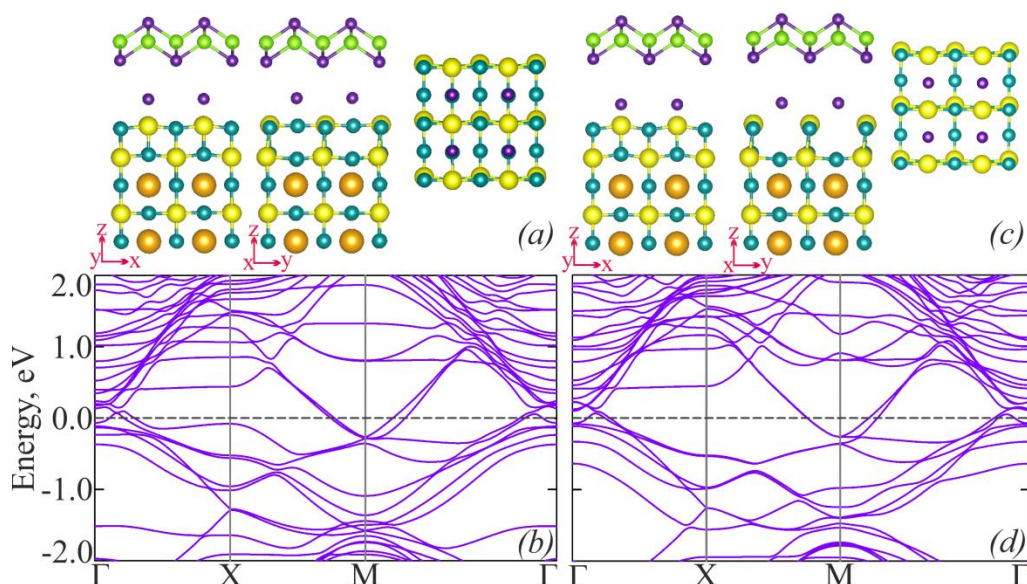 z
y x
z
x y
(a)
z
y x
z
x y
(c)
Energy, eV
2.0
1.0
0.0
-1.0
-2.0
(b)
(d)
Γ X M Γ
Γ X M Γ